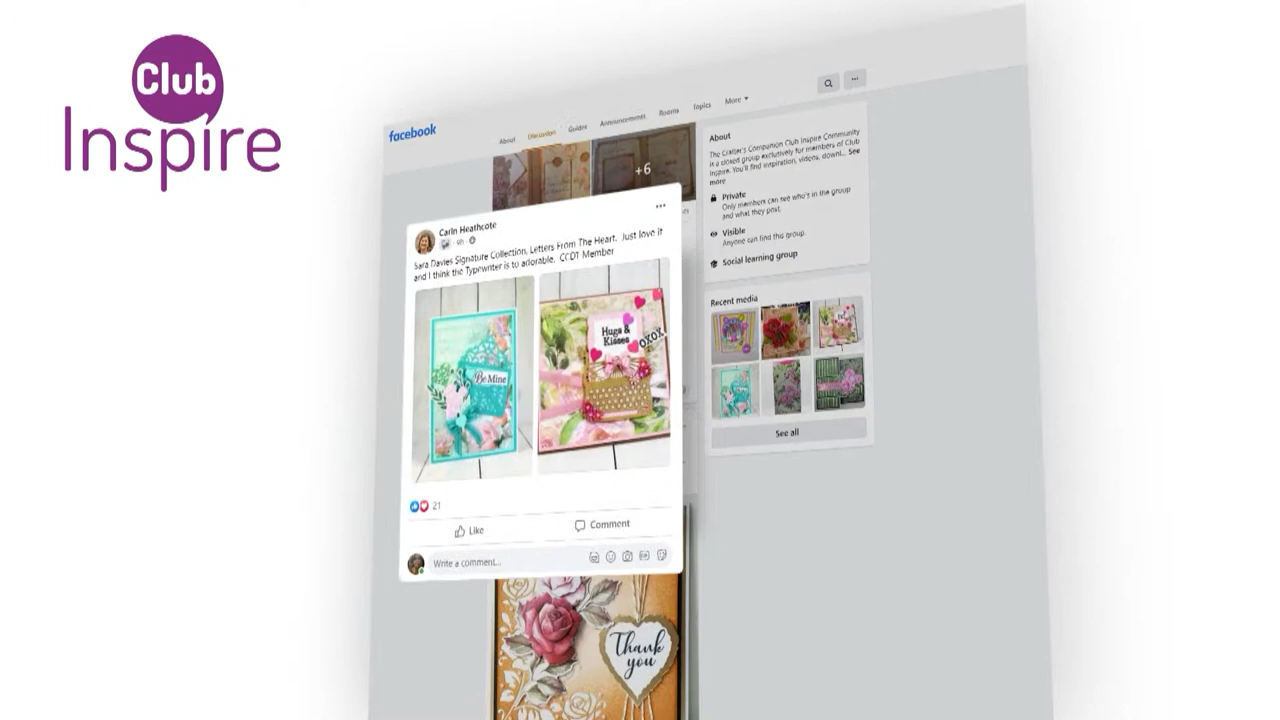 Club
Inspire
facebook
About
Discussion
Guides
Announcements
Rooms
Topics
More
+6
About
The Crafter's Companion Club Inspire Community
is a closed group exclusively for members of Club
Inspire. You'll find inspiration, videos, downl... See
more
Private
Only members can see who's in the group
and what they post.
Visible
Anyone can find this group.
Social learning group
Recent media
See all
Carin Heathcote
9h
Sara Davies Signature Collection, Letters From The Heart. Just love it
and I think the Typewriter is to adorable. CCDT Member
Be Mine
Hugs &
Kisses
XOXO
21
Like
Comment
Write a comment...
Thank
you